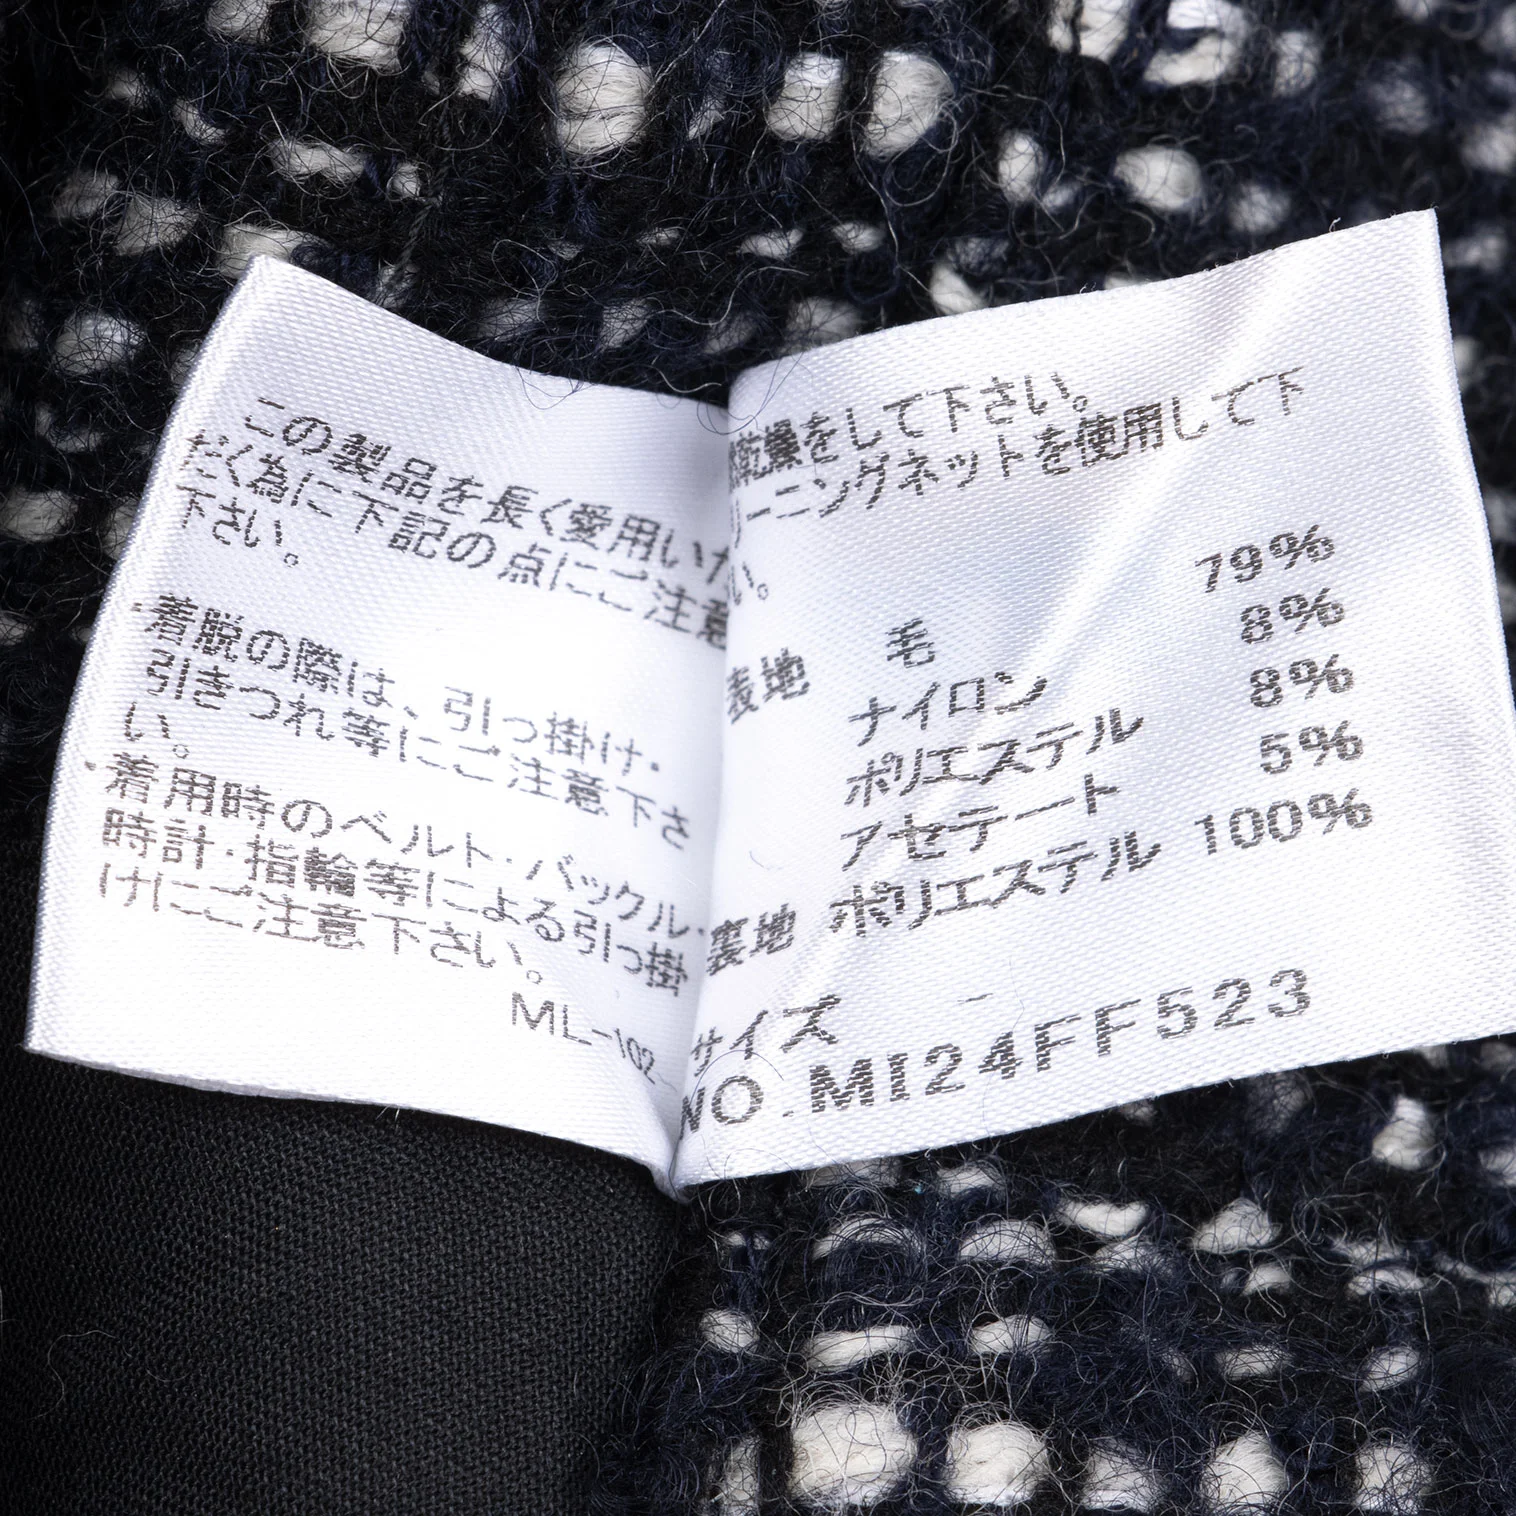 この製品を長く愛用いた
だく為に下記の点にご注意
下さい。
・着脱の際は、引っ掛け・
引きつれ等にご注意下さ
い。
・着用時のベルト・バックル・
時計・指輪等による引っ掛
けにご注意下さい。
ML-102
乾燥をして下さい。
リーニングネットを使用して下
い。
表地 毛 79%
ナイロン 8%
ポリエステル 8%
アセテート 5%
裏地 ポリエステル 100%
サイズ -
NO.MI24FF523